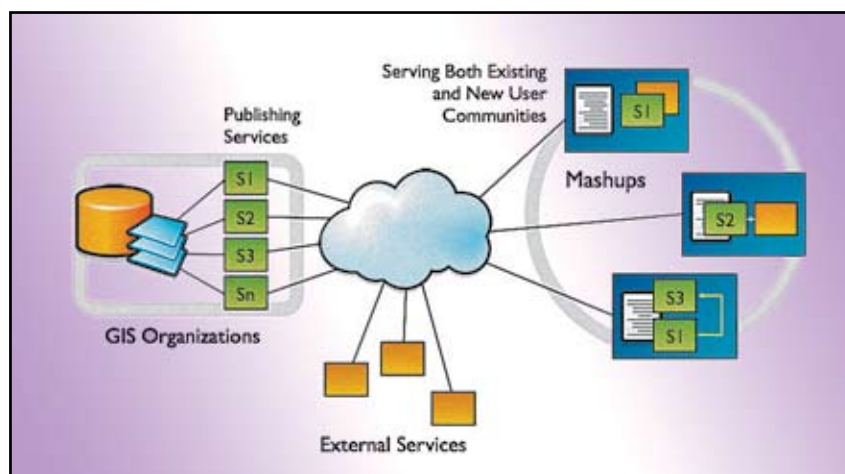 Serving Both Existing
and New User
Communities
Publishing
Services
S1
S2
S3
Sn
GIS Organizations
External Services
Mashups
S1
S2
S3
S1